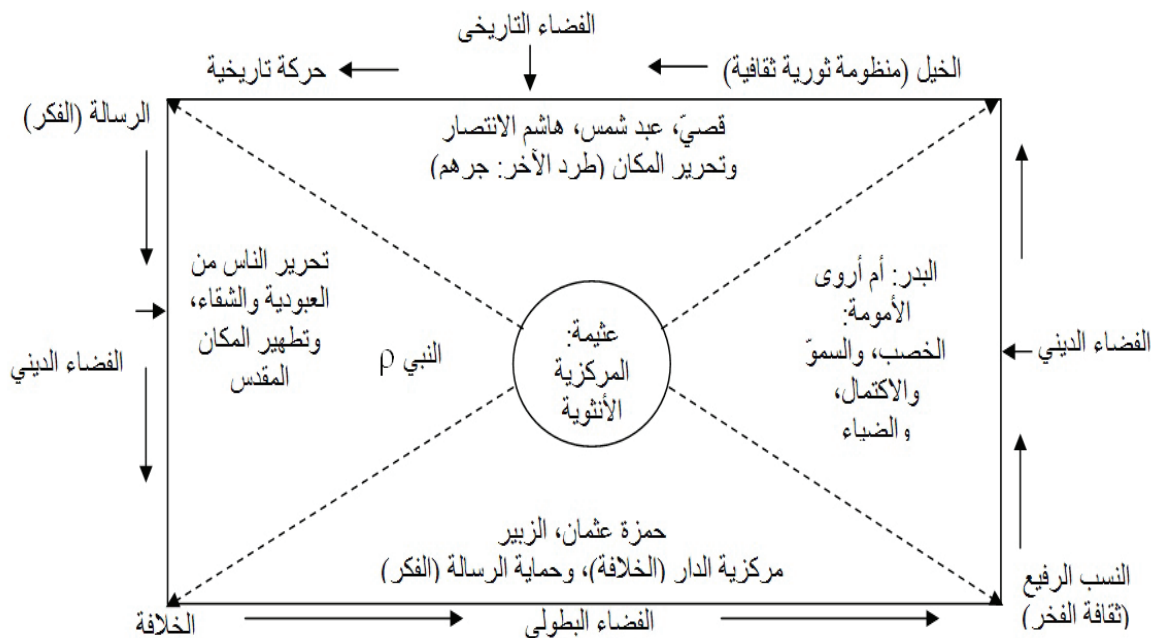 الفضاء التاريخى
الخيل (منظومة ثورية ثقافية)
حركة تاريخية
الرسالة (الفكر)
قصيّ، عبد شمس، هاشم الانتصار
وتحرير المكان (طرد الآخر: جرهم)
البدر: أم أروى
الأمومة:
الخصب، والسموّ
والاكتمال،
والضياء
الفضاء الديني
عثيمة:
المركزية
الأنثوية
النبي ρ
تحرير الناس من
العبودية والشقاء،
وتطهير المكان
المقدس
الفضاء الديني
حمزة عثمان، الزبير
مركزية الدار (الخلافة)، وحماية الرسالة (الفكر)
النسب الرفيع
(ثقافة الفخر)
الفضاء البطولى
الخلافة